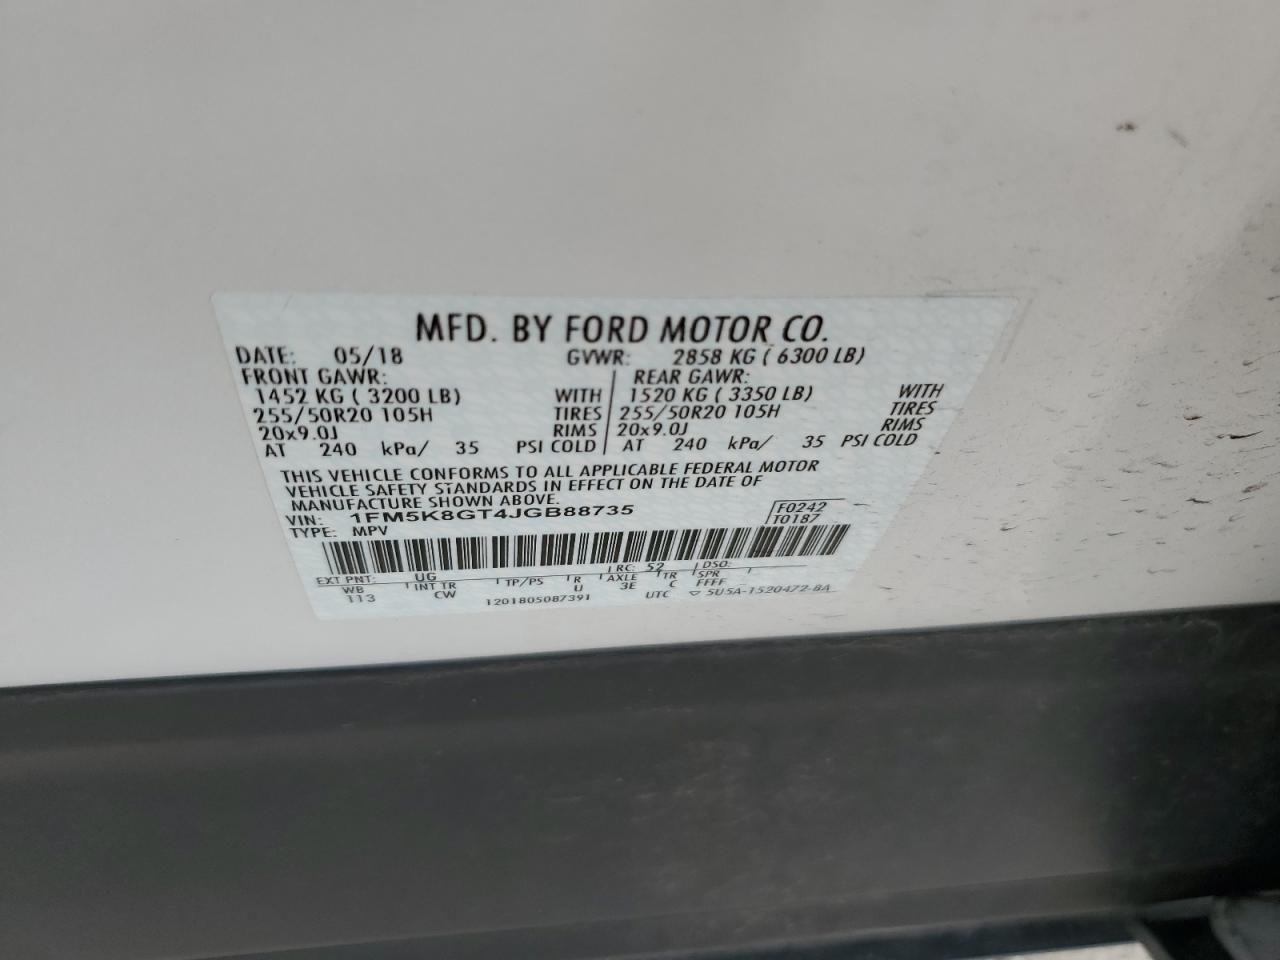 MFD. BY FORD MOTOR CO.
DATE: 05/18 GVWR: 2858 KG ( 6300 LB)
FRONT GAWR: REAR GAWR:
1452 KG ( 3200 LB) WITH 1520 KG ( 3350 LB) WITH
255/50R20 105H TIRES 255/50R20 105H TIRES
20x9.0J RIMS 20x9.0J RIMS
AT 240 kPa/ 35 PSI COLD AT 240 kPa/ 35 PSI COLD
THIS VEHICLE CONFORMS TO ALL APPLICABLE FEDERAL MOTOR
VEHICLE SAFETY STANDARDS IN EFFECT ON THE DATE OF
MANUFACTURE SHOWN ABOVE.
VIN: 1FM5K8GT4JGB88735 F0242
TYPE: MPV T0187
EXT PNT: UG RC: 52 DSO:
WB INT TR TP/PS R AXLE TR SPR
113 CW U 3E C FFFF
1201805087391 UTC ▽ 5U5A-1520472-8A